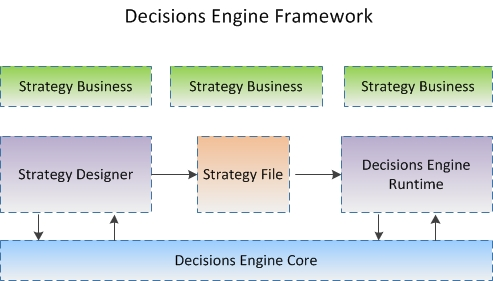 Decisions Engine Framework
Strategy Business
Strategy Business
Strategy Business
Strategy Designer
Strategy File
Decisions Engine
Runtime
Decisions Engine Core